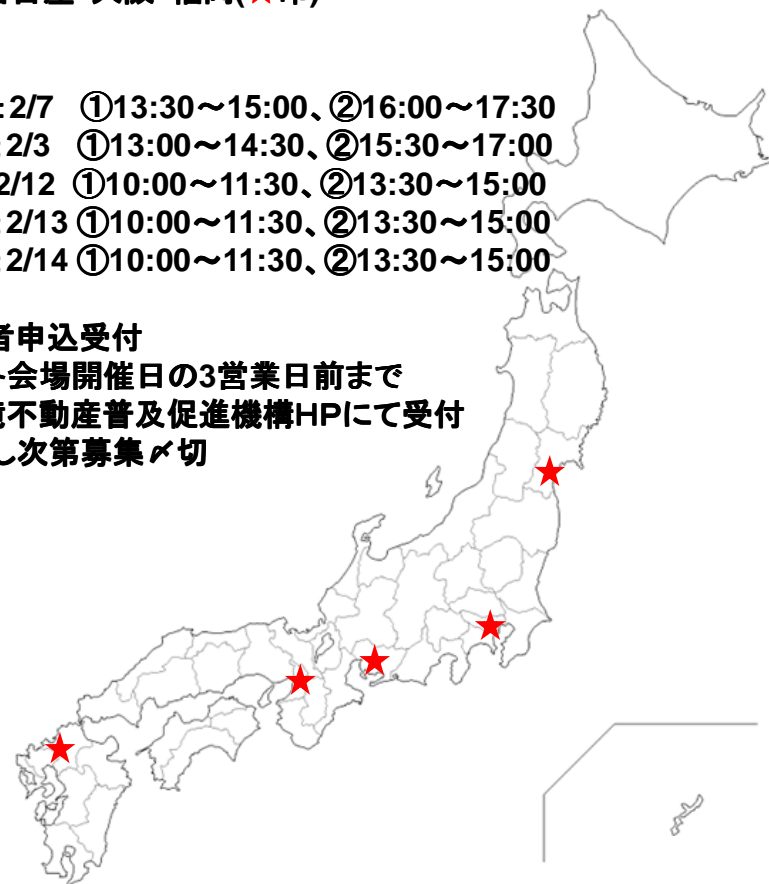 古屋・大阪・福岡(★印)
:2/7 ①13:30～15:00、②16:00～17:30
:2/3 ①13:00～14:30、②15:30～17:00
2/12 ①10:00～11:30、②13:30～15:00
:2/13 ①10:00～11:30、②13:30～15:00
:2/14 ①10:00～11:30、②13:30～15:00
者申込受付
会場開催日の3営業日前まで
不動産普及促進機構HPにて受付
し次第募集〆切